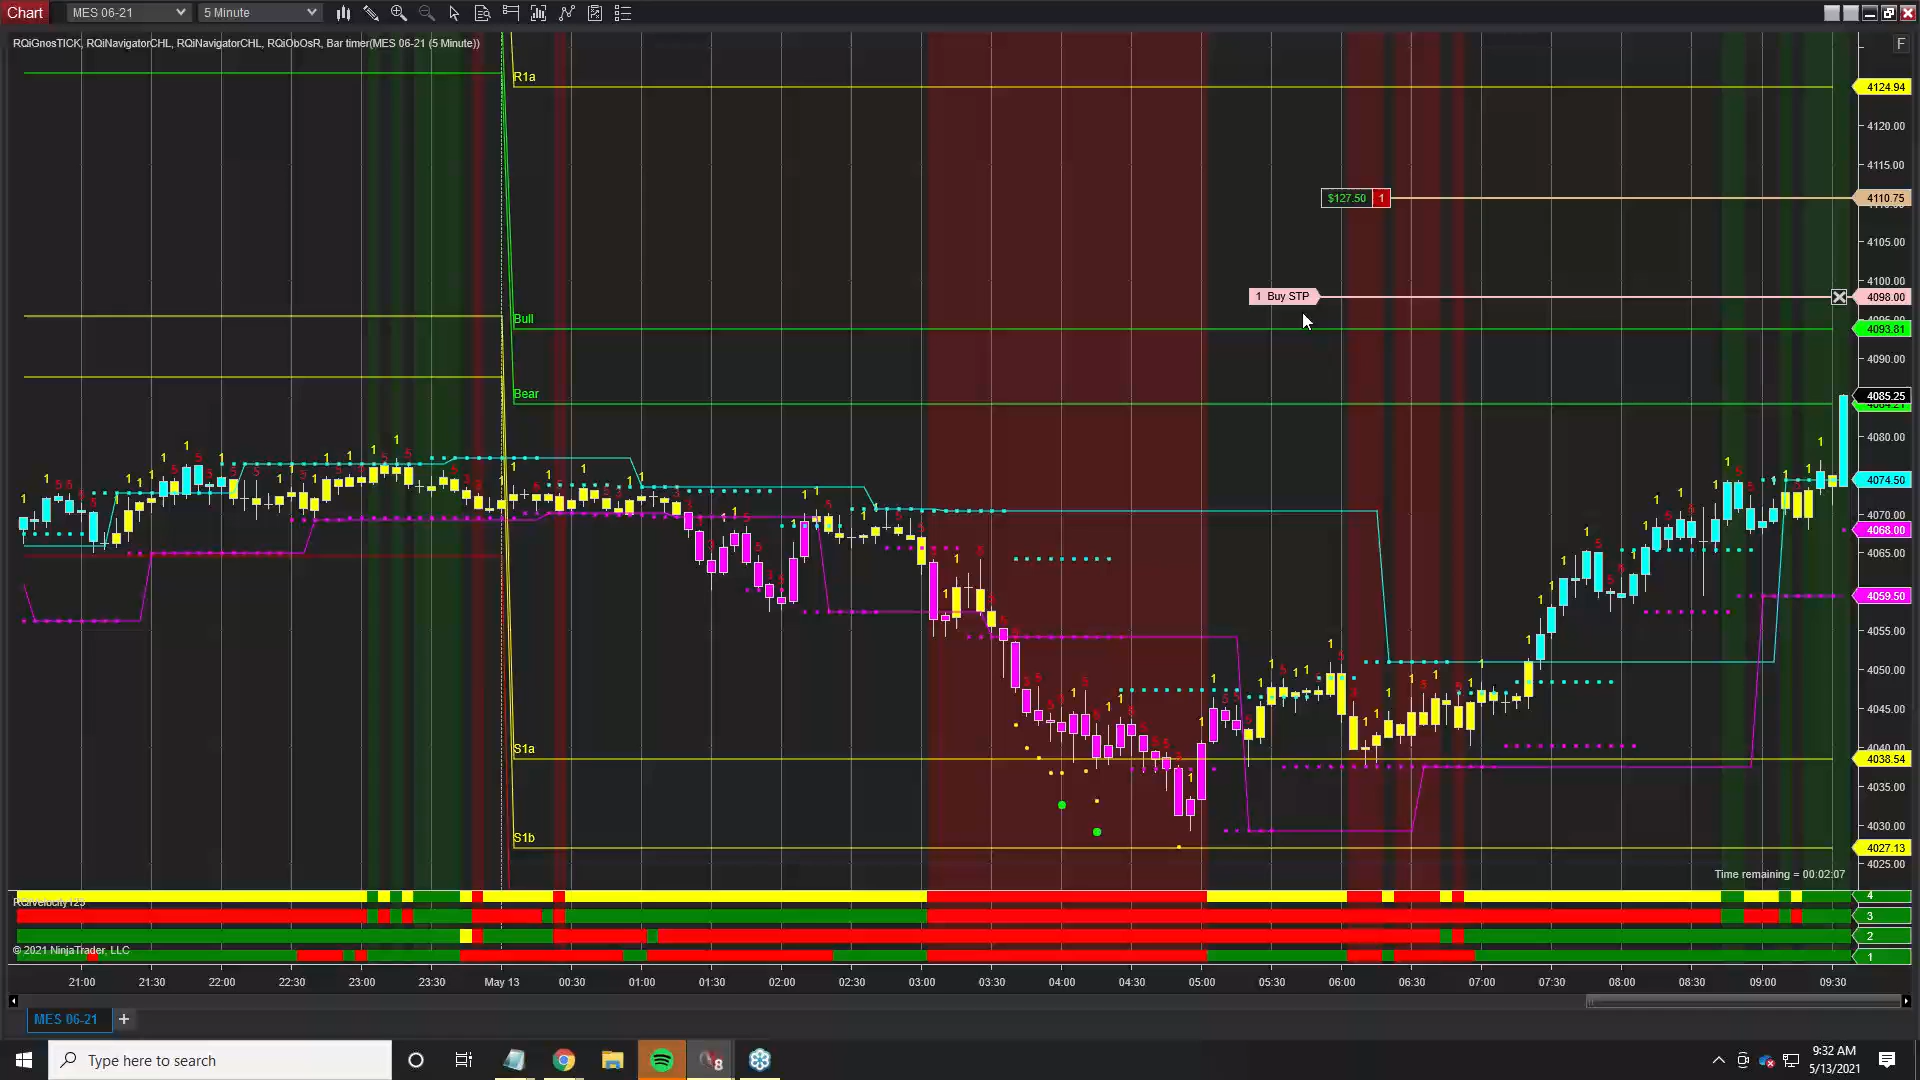 Chart MES 06-21 5 Minute
RQiGnosTICK, RQiNavigatorCHL, RQiNavigatorCHL, RQiObOsR, Bar timer(MES 06-21 (5 Minute))
F
R1a
4124.94
4120.00
4115.00
$127.50 1
4110.75
4105.00
4100.00
1 Buy STP
4098.00
Bull
4093.81
4090.00
Bear
4085.25
4080.00
4074.50
4070.00
4068.00
4065.00
4059.50
4055.00
4050.00
4045.00
S1a
4040.00
4038.54
4035.00
4030.00
S1b
4027.13
4025.00
Time remaining = 00:02:07
4
3
2
© 2021 NinjaTrader, LLC
1
21:00 21:30 22:00 22:30 23:00 23:30 May 13 00:30 01:00 01:30 02:00 02:30 03:00 03:30 04:00 04:30 05:00 05:30 06:00 06:30 07:00 07:30 08:00 08:30 09:00 09:30
MES 06-21 +
Type here to search
8
9:32 AM
5/13/2021